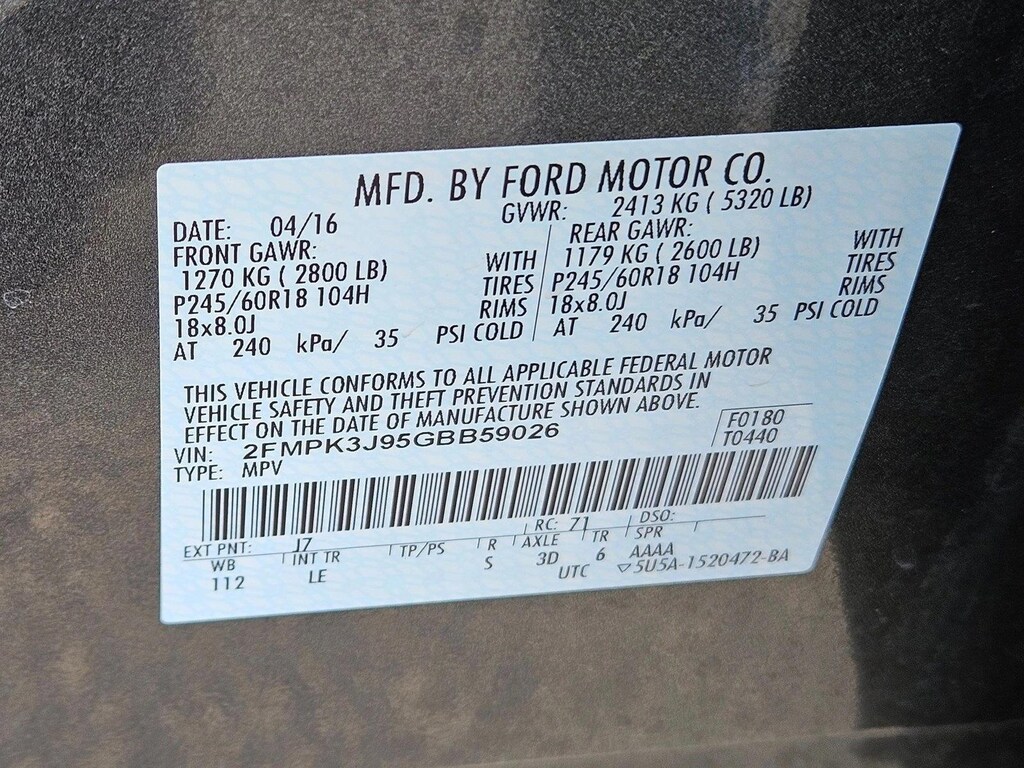 MFD. BY FORD MOTOR CO.
DATE: 04/16 GVWR: 2413 KG ( 5320 LB)
FRONT GAWR: REAR GAWR:
1270 KG ( 2800 LB) WITH 1179 KG ( 2600 LB) WITH
P245/60R18 104H TIRES P245/60R18 104H TIRES
18x8.0J RIMS 18x8.0J RIMS
AT 240 kPa/ 35 PSI COLD AT 240 kPa/ 35 PSI COLD
THIS VEHICLE CONFORMS TO ALL APPLICABLE FEDERAL MOTOR
VEHICLE SAFETY AND THEFT PREVENTION STANDARDS IN
EFFECT ON THE DATE OF MANUFACTURE SHOWN ABOVE.
VIN: 2FMPK3J95GBB59026 F0180
TYPE: MPV T0440
EXT PNT: J7 RC: 71 DSO:
WB INT TR TP/PS R AXLE TR SPR
112 LE S 3D 6 AAAA
UTC ▽5U5A-1520472-BA